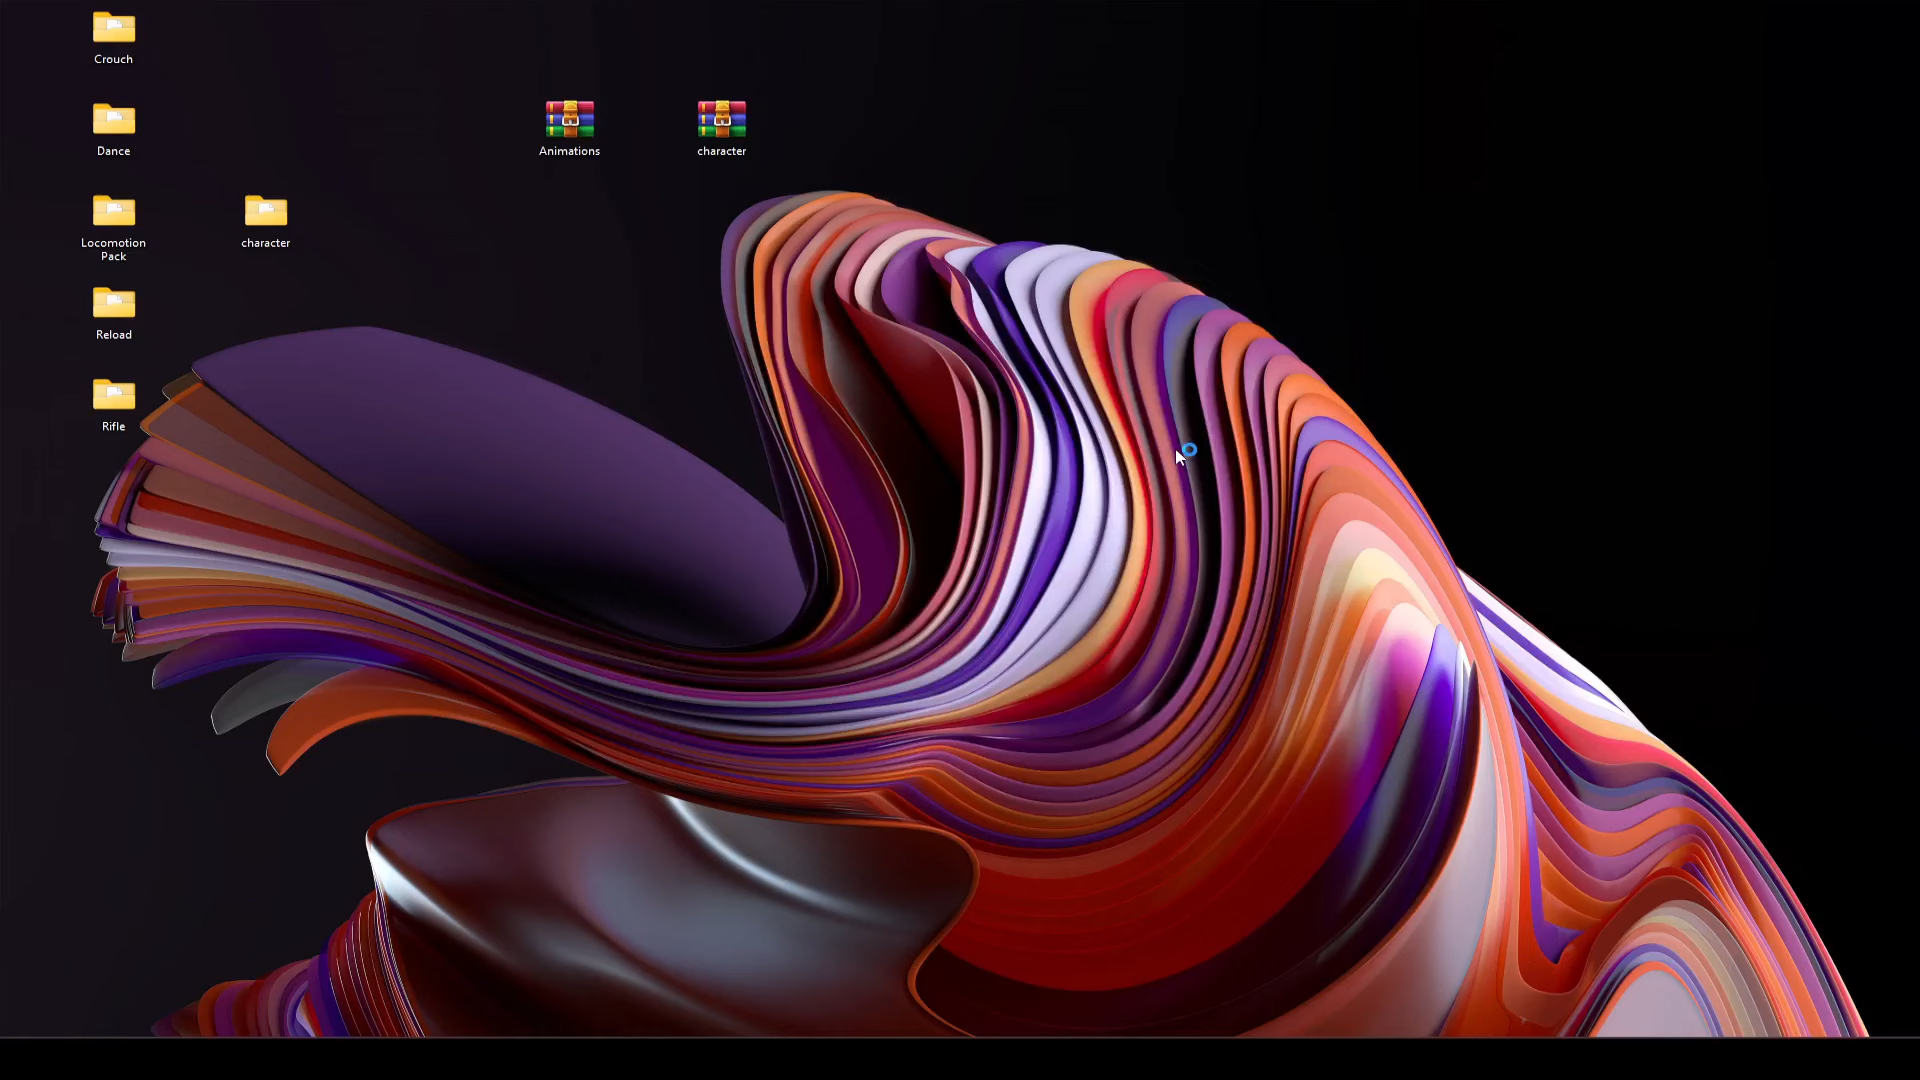 Crouch
Dance
Animations
character
Locomotion
Pack
character
Reload
Rifle